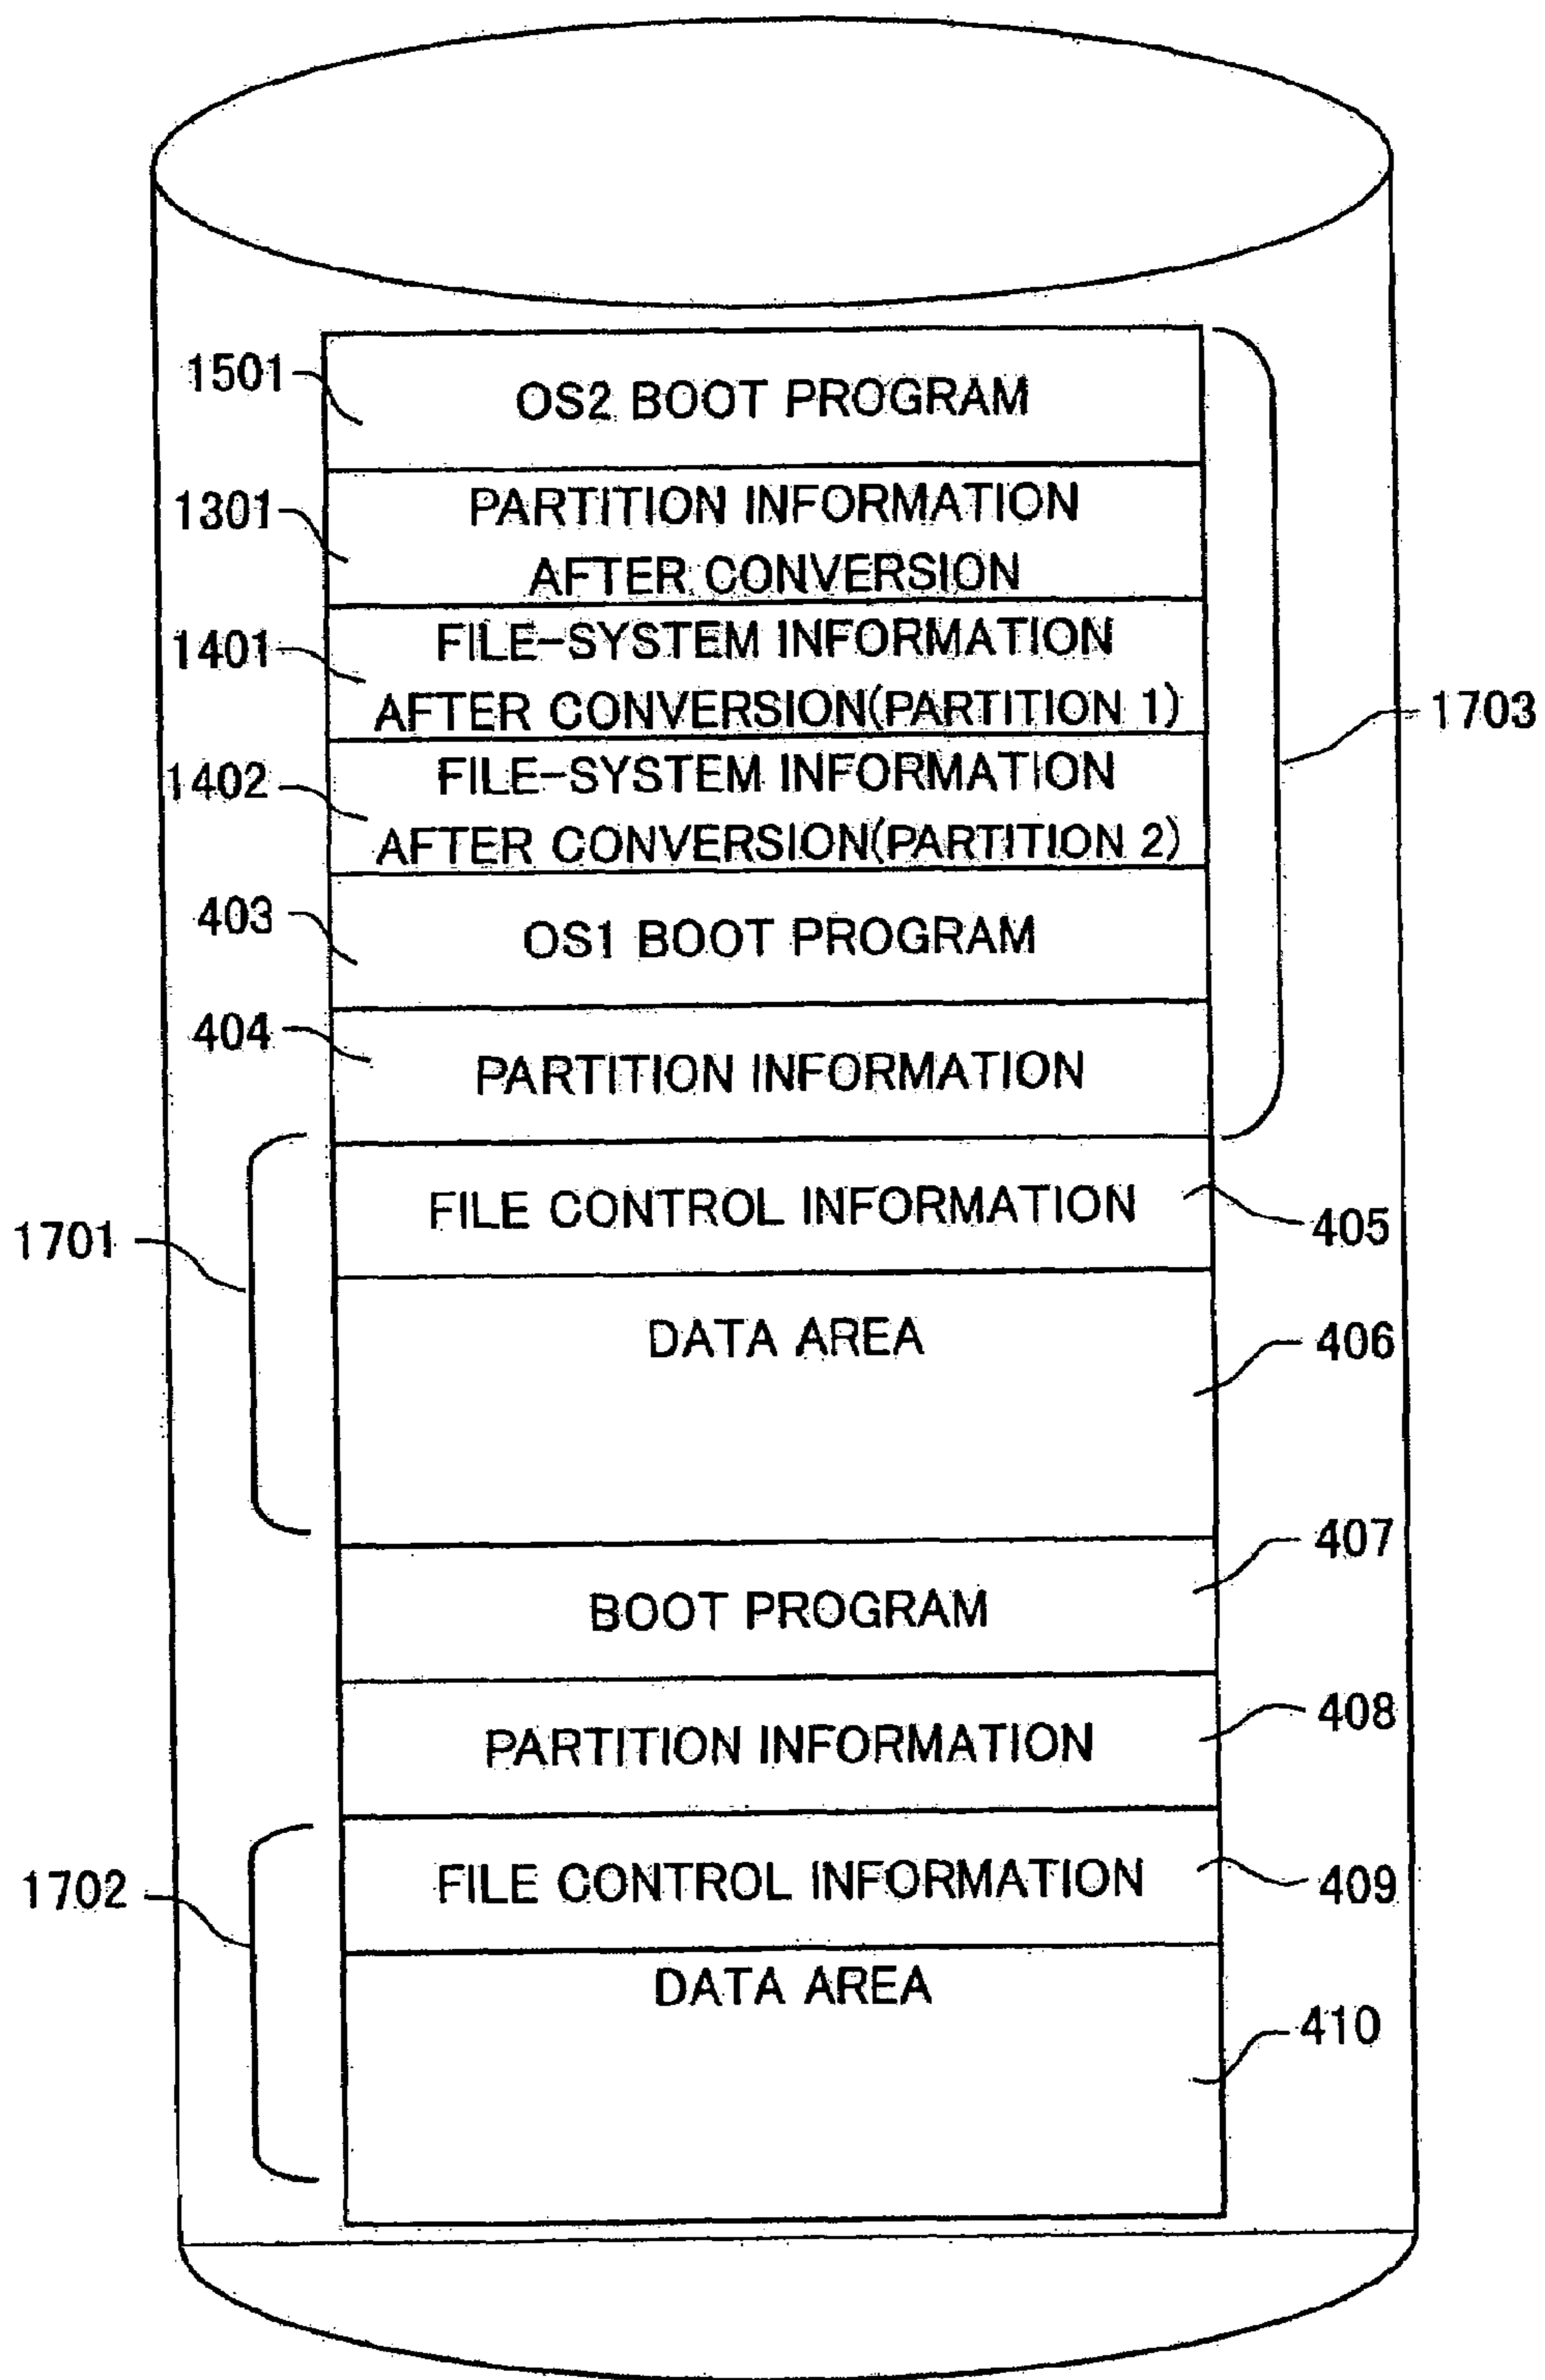 1501
OS2 BOOT PROGRAM
1301
PARTITION INFORMATION
AFTER CONVERSION
1401
FILE-SYSTEM INFORMATION
AFTER CONVERSION(PARTITION 1)
1703
1402
FILE-SYSTEM INFORMATION
AFTER CONVERSION(PARTITION 2)
403
OS1 BOOT PROGRAM
404
PARTITION INFORMATION
1701
FILE CONTROL INFORMATION
405
DATA AREA
406
407
BOOT PROGRAM
PARTITION INFORMATION
408
1702
FILE CONTROL INFORMATION
409
DATA AREA
410